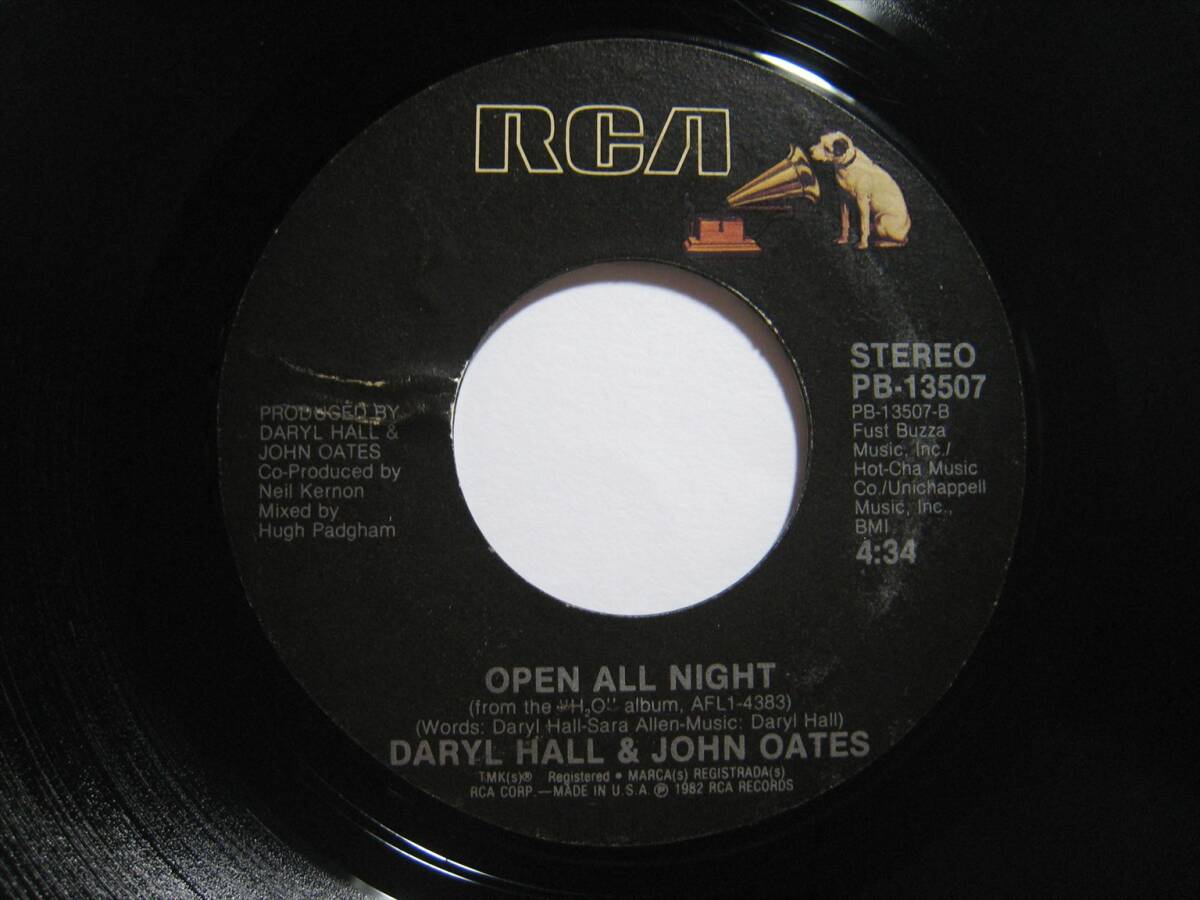 RCA
STEREO
PB-13507
PB-13507-B
Fust Buzza
Music, Inc./
Hot-Cha Music
Co./Unichappell
Music, Inc.,
BMI
4:34
PRODUCED BY
DARYL HALL &
JOHN OATES
Co-Produced by
Neil Kernon
Mixed by
Hugh Padgham
OPEN ALL NIGHT
(from the "H₂O" album, AFL1-4383)
(Words: Daryl Hall-Sara Allen-Music: Daryl Hall)
DARYL HALL & JOHN OATES
TMK(s)® Registered • MARCA(s) REGISTRADA(s)
RCA CORP.—MADE IN U.S.A. ℗ 1982 RCA RECORDS